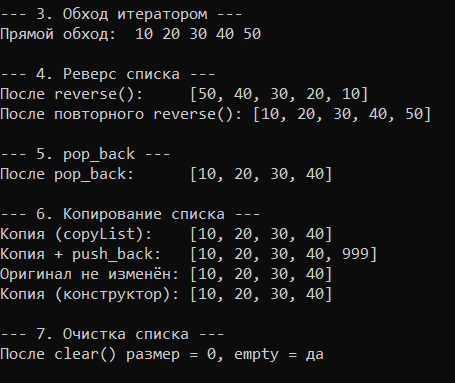 --- 3. Обход итератором ---
Прямой обход:  10 20 30 40 50
--- 4. Реверс списка ---
После reverse():     [50, 40, 30, 20, 10]
После повторного reverse(): [10, 20, 30, 40, 50]
--- 5. pop_back ---
После pop_back:      [10, 20, 30, 40]
--- 6. Копирование списка ---
Копия (copyList):    [10, 20, 30, 40]
Копия + push_back:   [10, 20, 30, 40, 999]
Оригинал не изменён: [10, 20, 30, 40]
Копия (конструктор): [10, 20, 30, 40]
--- 7. Очистка списка ---
После clear() размер = 0, empty = да